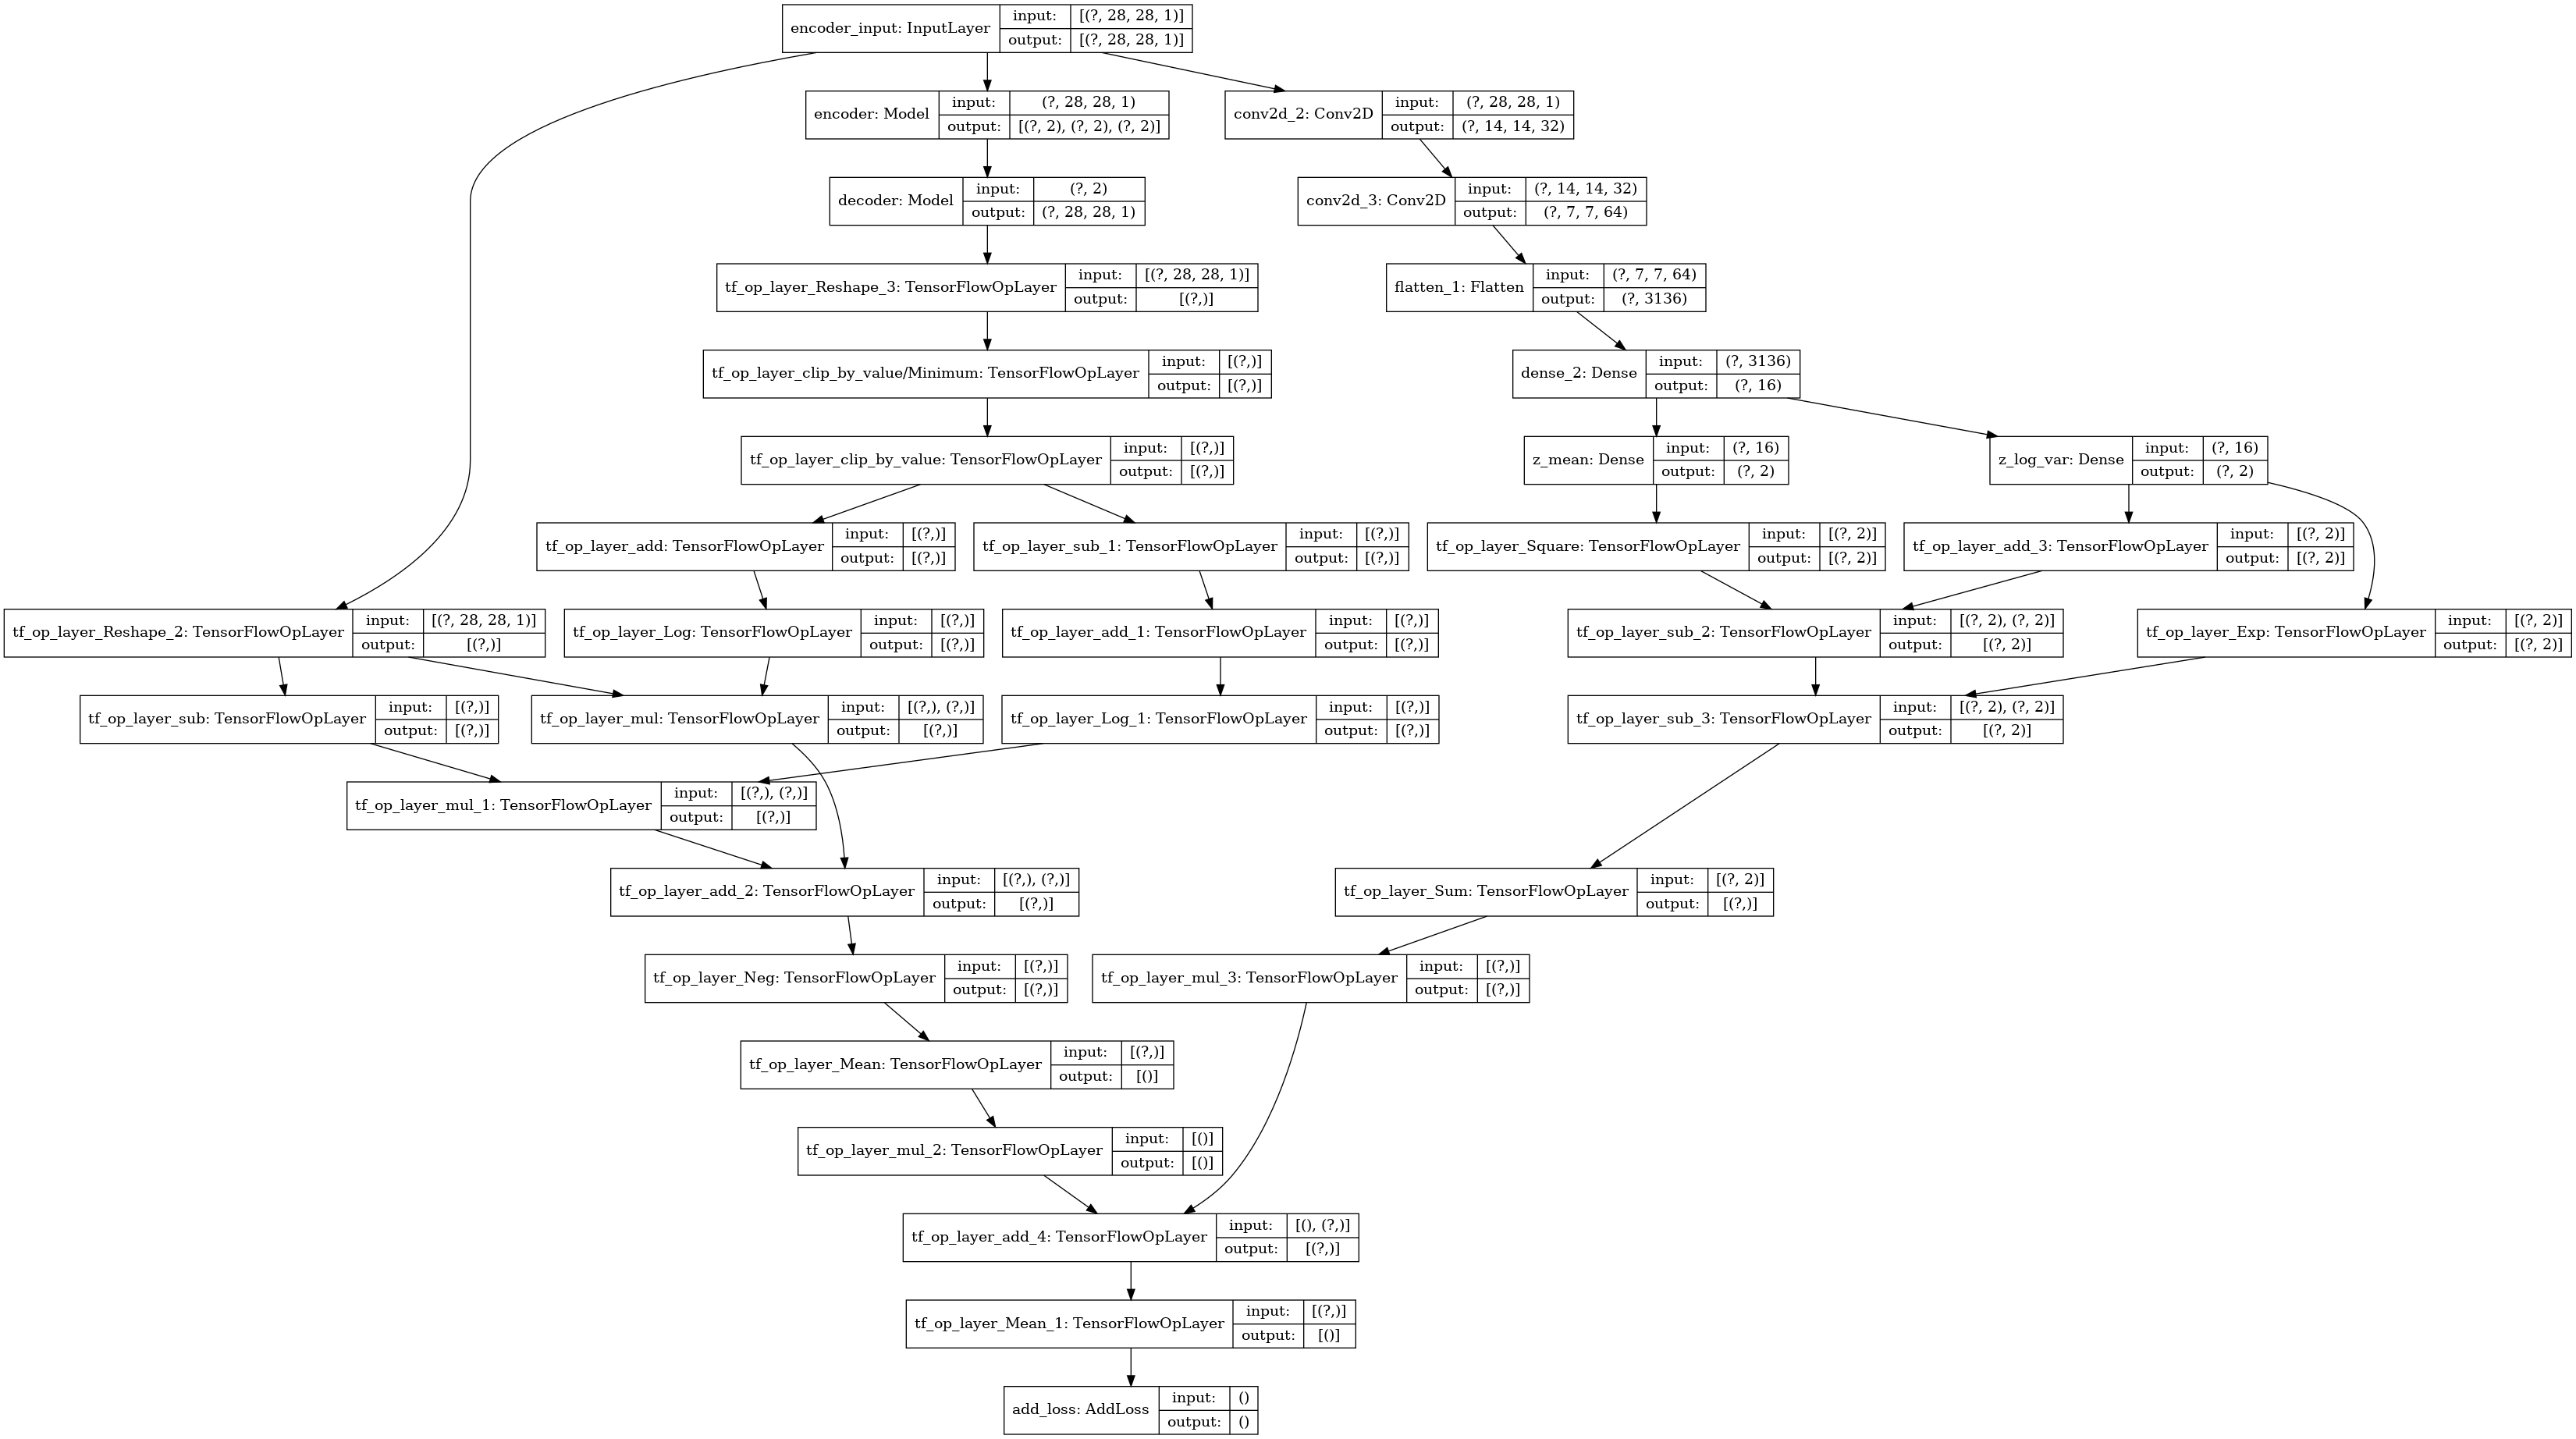 encoder_input: InputLayer
input: [(?, 28, 28, 1)]
output: [(?, 28, 28, 1)]
encoder: Model
input: (?, 28, 28, 1)
output: [(?, 2), (?, 2), (?, 2)]
conv2d_2: Conv2D
input: (?, 28, 28, 1)
output: (?, 14, 14, 32)
decoder: Model
input: (?, 2)
output: (?, 28, 28, 1)
conv2d_3: Conv2D
input: (?, 14, 14, 32)
output: (?, 7, 7, 64)
tf_op_layer_Reshape_3: TensorFlowOpLayer
input: [(?, 28, 28, 1)]
output: [(?,)]
flatten_1: Flatten
input: (?, 7, 7, 64)
output: (?, 3136)
tf_op_layer_clip_by_value/Minimum: TensorFlowOpLayer
input: [(?,)]
output: [(?,)]
dense_2: Dense
input: (?, 3136)
output: (?, 16)
tf_op_layer_clip_by_value: TensorFlowOpLayer
input: [(?,)]
output: [(?,)]
z_mean: Dense
input: (?, 16)
output: (?, 2)
z_log_var: Dense
input: (?, 16)
output: (?, 2)
tf_op_layer_add: TensorFlowOpLayer
input: [(?,)]
output: [(?,)]
tf_op_layer_sub_1: TensorFlowOpLayer
input: [(?,)]
output: [(?,)]
tf_op_layer_Square: TensorFlowOpLayer
input: [(?, 2)]
output: [(?, 2)]
tf_op_layer_add_3: TensorFlowOpLayer
input: [(?, 2)]
output: [(?, 2)]
tf_op_layer_Reshape_2: TensorFlowOpLayer
input: [(?, 28, 28, 1)]
output: [(?,)]
tf_op_layer_Log: TensorFlowOpLayer
input: [(?,)]
output: [(?,)]
tf_op_layer_add_1: TensorFlowOpLayer
input: [(?,)]
output: [(?,)]
tf_op_layer_sub_2: TensorFlowOpLayer
input: [(?, 2), (?, 2)]
output: [(?, 2)]
tf_op_layer_Exp: TensorFlowOpLayer
input: [(?, 2)]
output: [(?, 2)]
tf_op_layer_sub: TensorFlowOpLayer
input: [(?,)]
output: [(?,)]
tf_op_layer_mul: TensorFlowOpLayer
input: [(?,), (?,)]
output: [(?,)]
tf_op_layer_Log_1: TensorFlowOpLayer
input: [(?,)]
output: [(?,)]
tf_op_layer_sub_3: TensorFlowOpLayer
input: [(?, 2), (?, 2)]
output: [(?, 2)]
tf_op_layer_mul_1: TensorFlowOpLayer
input: [(?,), (?,)]
output: [(?,)]
tf_op_layer_add_2: TensorFlowOpLayer
input: [(?,), (?,)]
output: [(?,)]
tf_op_layer_Sum: TensorFlowOpLayer
input: [(?, 2)]
output: [(?,)]
tf_op_layer_Neg: TensorFlowOpLayer
input: [(?,)]
output: [(?,)]
tf_op_layer_mul_3: TensorFlowOpLayer
input: [(?,)]
output: [(?,)]
tf_op_layer_Mean: TensorFlowOpLayer
input: [(?,)]
output: [()]
tf_op_layer_mul_2: TensorFlowOpLayer
input: [()]
output: [()]
tf_op_layer_add_4: TensorFlowOpLayer
input: [(), (?,)]
output: [(?,)]
tf_op_layer_Mean_1: TensorFlowOpLayer
input: [(?,)]
output: [()]
add_loss: AddLoss
input: ()
output: ()